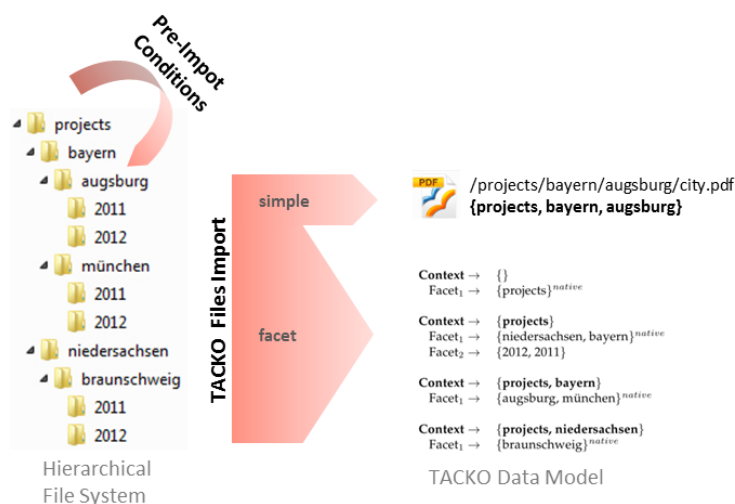 Pre-Impot
Conditions
projects
bayern
augsburg
2011
2012
münchen
2011
2012
niedersachsen
braunschweig
2011
2012
Hierarchical
File System
TACKO Files Import
simple
facet
PDF
/projects/bayern/augsburg/city.pdf
{projects, bayern, augsburg}
Context → {}
Facet₁ → {projects}ⁿᵃᵗⁱᵛᵉ
Context → {projects}
Facet₁ → {niedersachsen, bayern}ⁿᵃᵗⁱᵛᵉ
Facet₂ → {2012, 2011}
Context → {projects, bayern}
Facet₁ → {augsburg, münchen}ⁿᵃᵗⁱᵛᵉ
Context → {projects, niedersachsen}
Facet₁ → {braunschweig}ⁿᵃᵗⁱᵛᵉ
TACKO Data Model